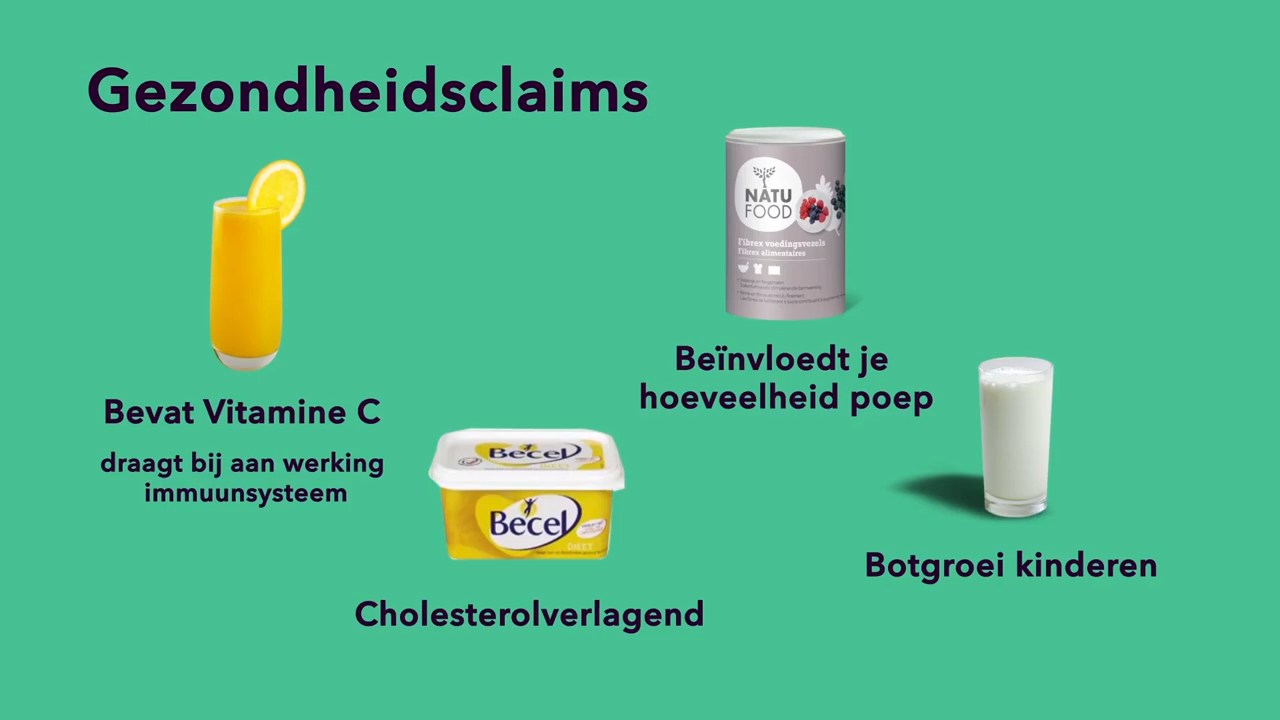 Gezondheidsclaims
NATU
FOOD
Fibrex voedingsvezels
Fibrex alimentaires
Beïnvloedt je
hoeveelheid poep
Bevat Vitamine C
draagt bij aan werking
immuunsysteem
Becel
Becel
DIEET
Cholesterolverlagend
Botgroei kinderen